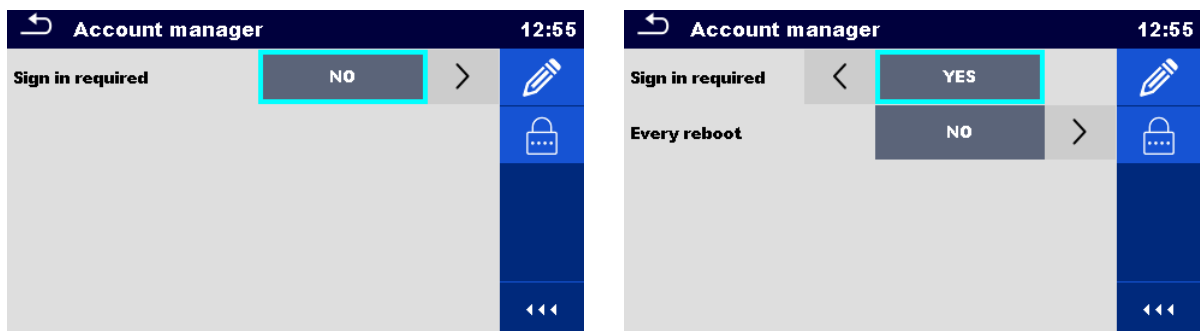 Account manager 12:55
Sign in required NO
Account manager 12:55
Sign in required YES
Every reboot NO